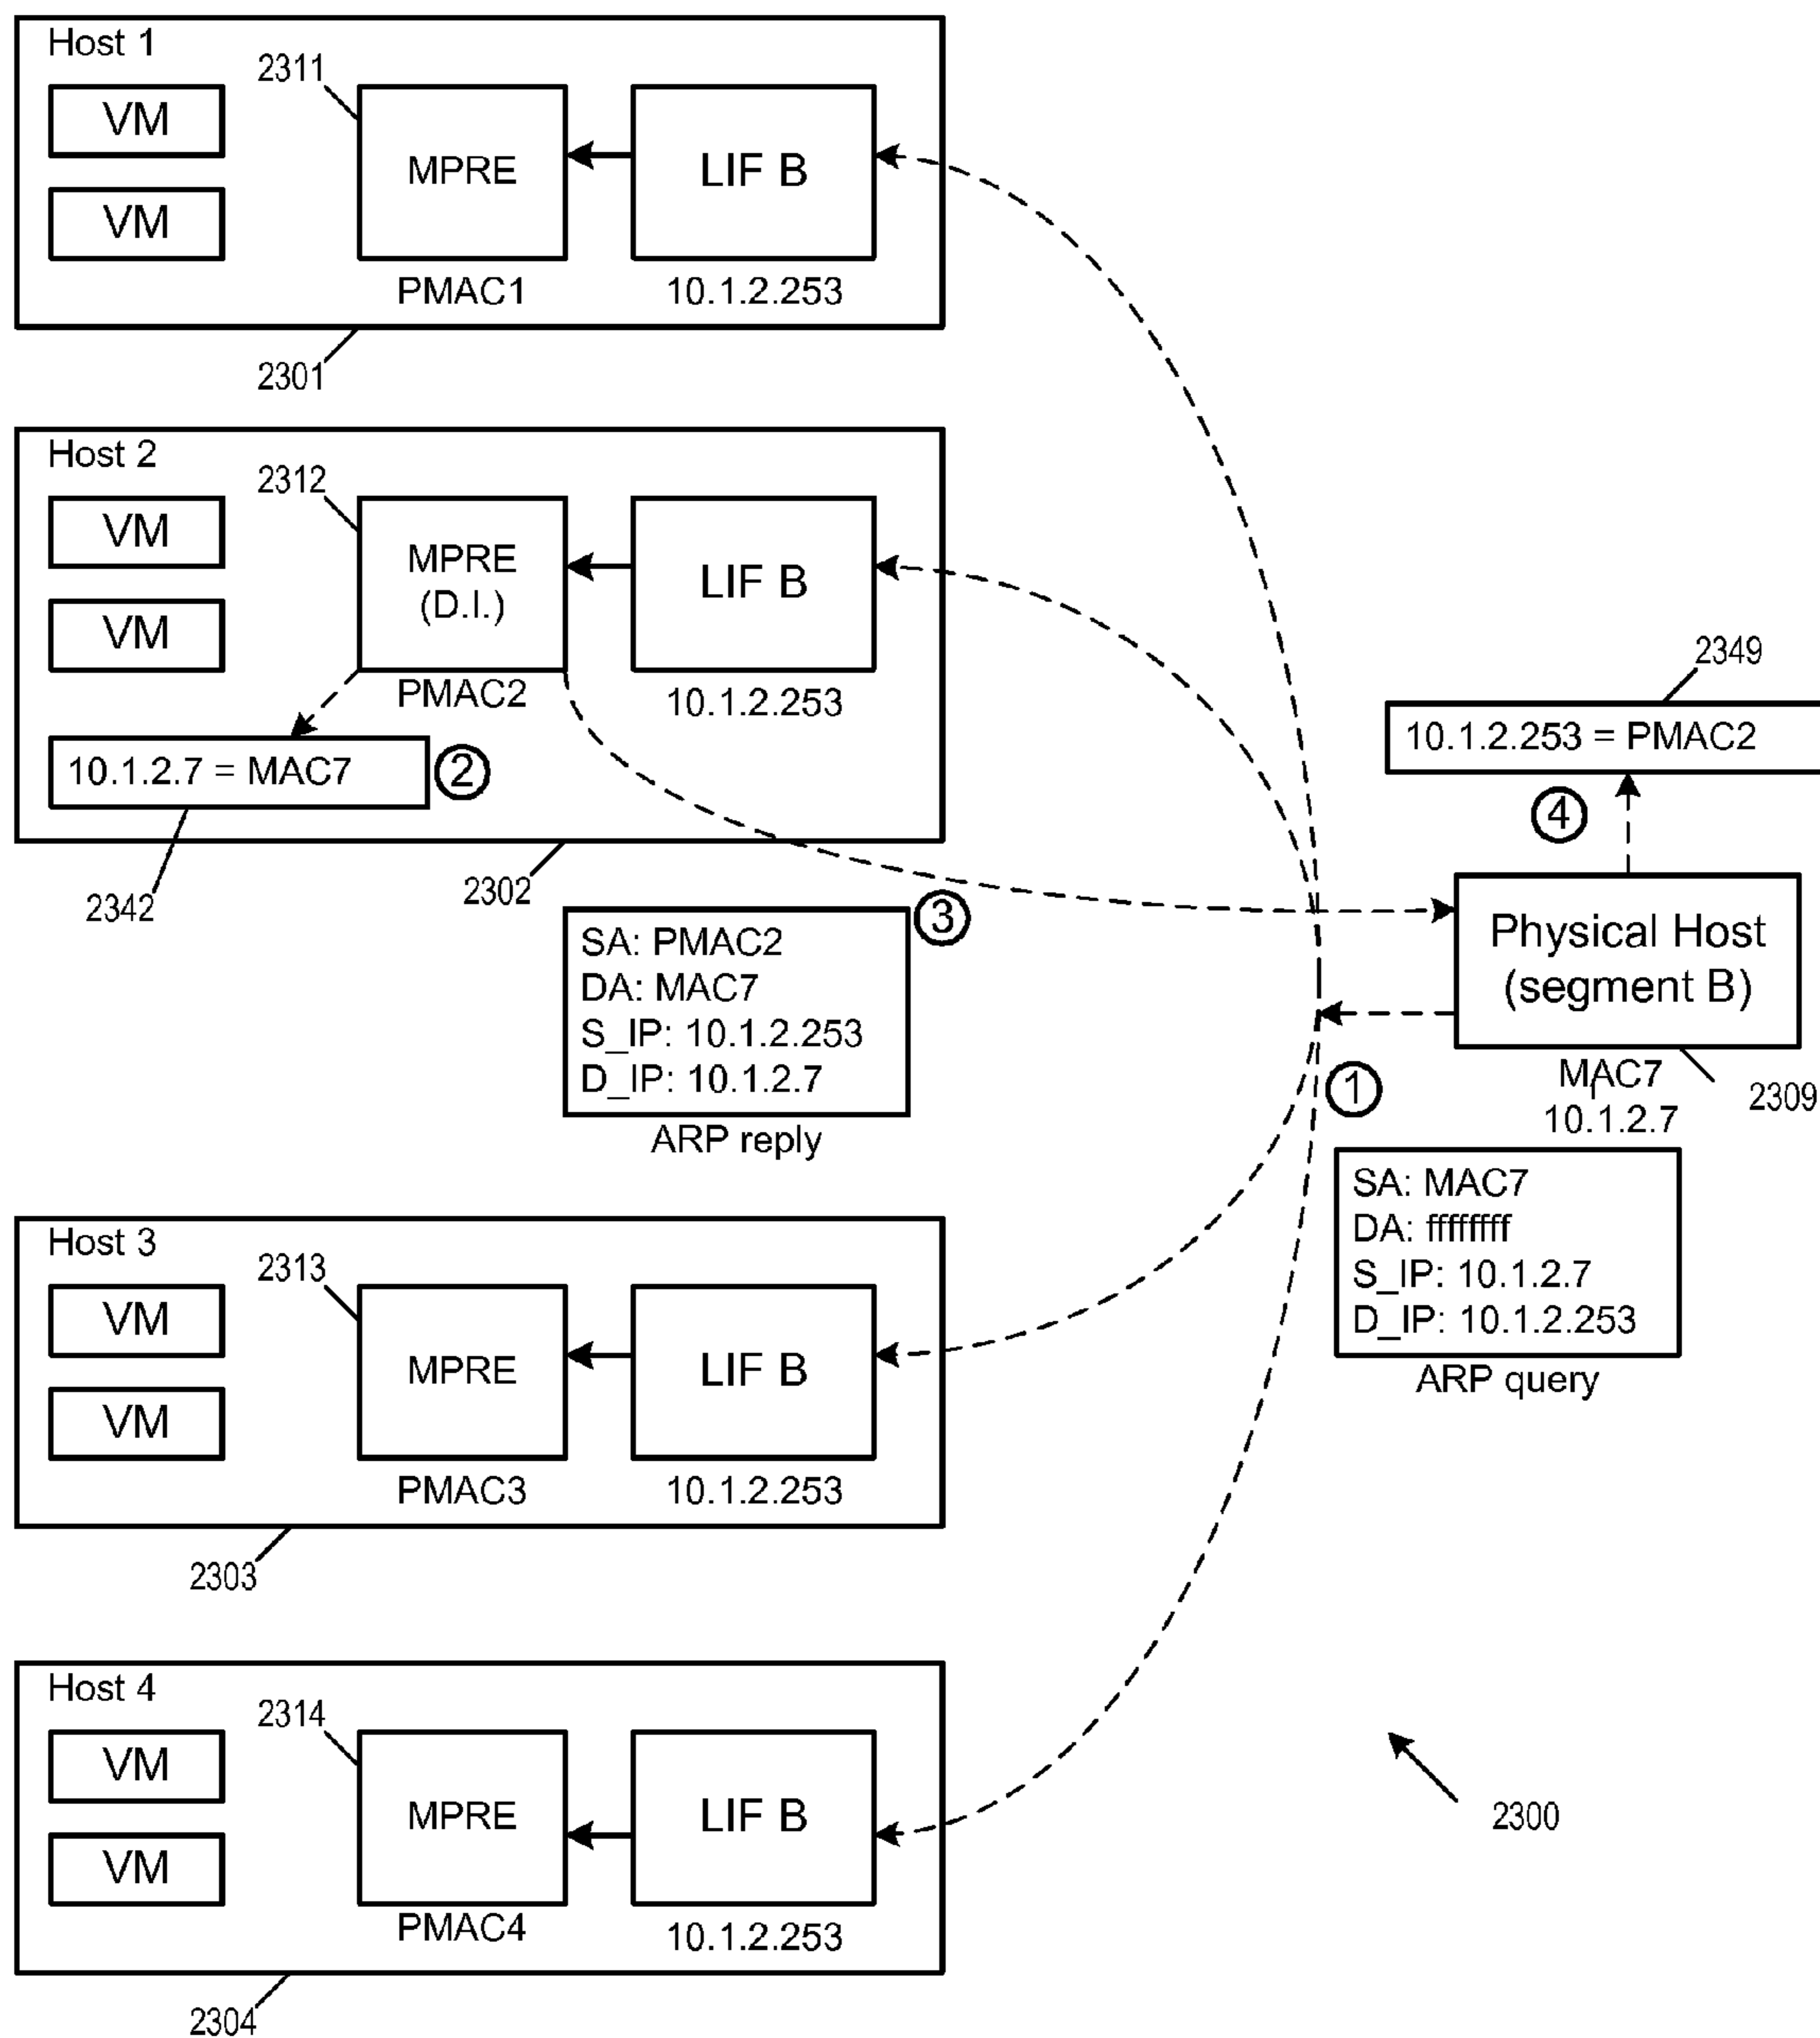 Host 1
2311
VM
VM
MPRE
LIF B
PMAC1
10.1.2.253
2301
Host 2
2312
VM
VM
MPRE
(D.I.)
LIF B
PMAC2
10.1.2.253
10.1.2.7 = MAC7
2
2342
2302
2349
10.1.2.253 = PMAC2
4
3
SA: PMAC2
DA: MAC7
S_IP: 10.1.2.253
D_IP: 10.1.2.7
ARP reply
Physical Host
(segment B)
MAC7
10.1.2.7
2309
1
SA: MAC7
DA: ffffffff
S_IP: 10.1.2.7
D_IP: 10.1.2.253
ARP query
Host 3
2313
VM
VM
MPRE
LIF B
PMAC3
10.1.2.253
2303
Host 4
2314
VM
VM
MPRE
LIF B
PMAC4
10.1.2.253
2304
2300